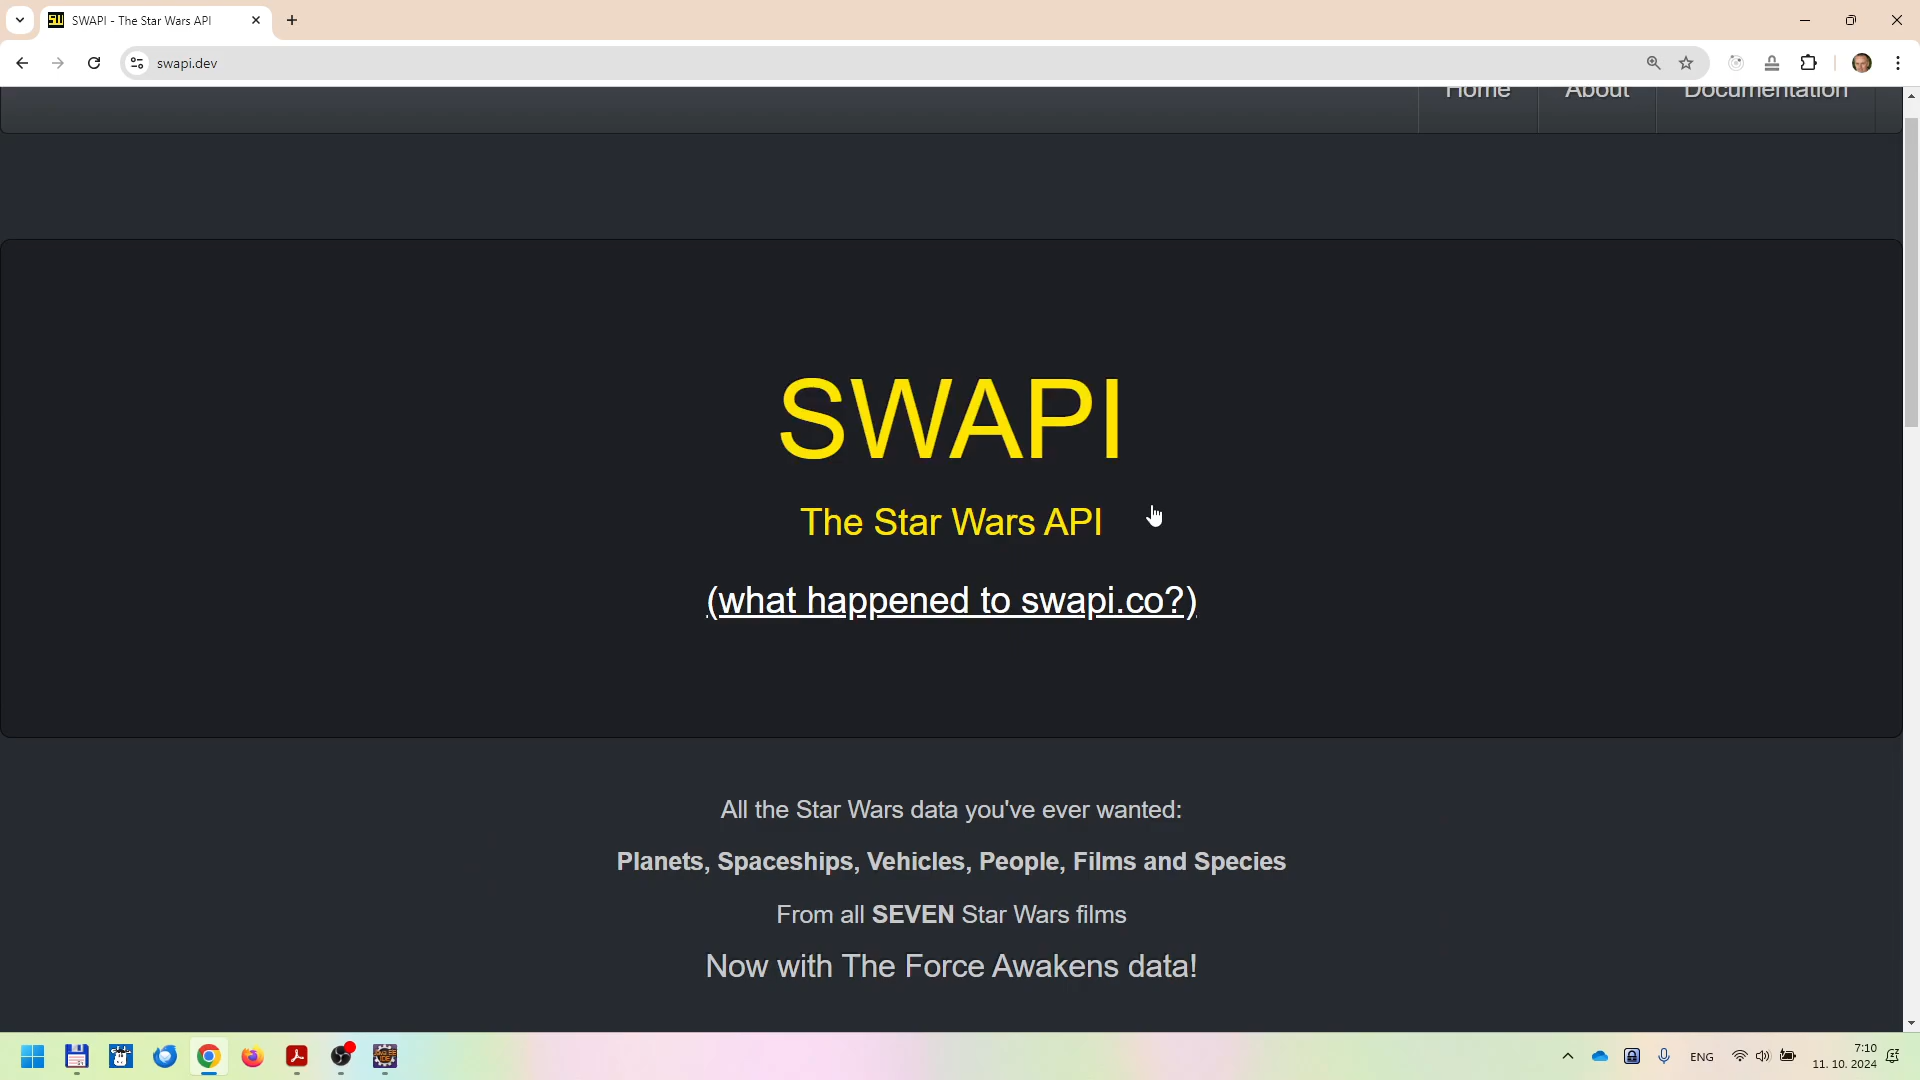 SWAPI - The Star Wars API
swapi.dev
Home About Documentation
SWAPI
The Star Wars API
(what happened to swapi.co?)
All the Star Wars data you've ever wanted:
Planets, Spaceships, Vehicles, People, Films and Species
From all SEVEN Star Wars films
Now with The Force Awakens data!
ENG
7:10
11. 10. 2024